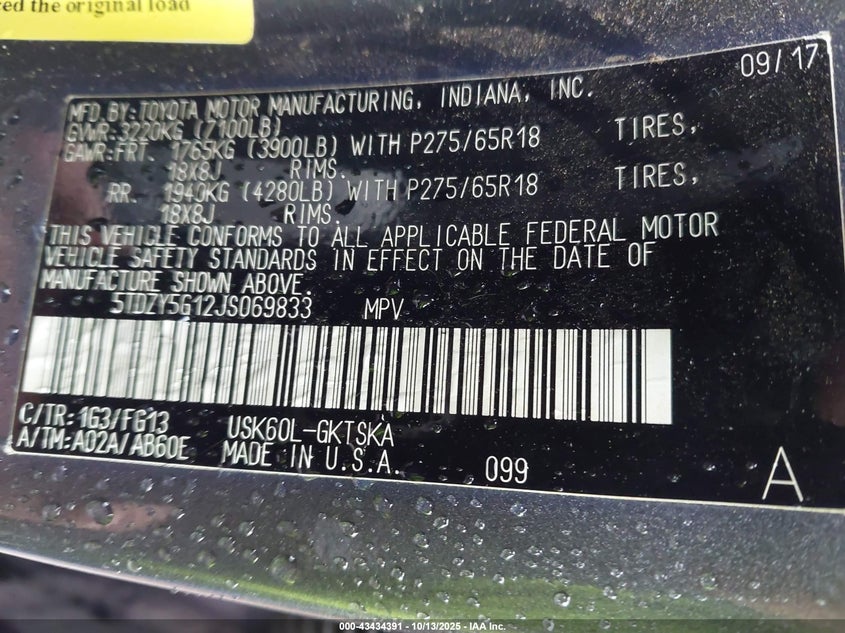 ced the original load
09/17
MFD.BY:TOYOTA MOTOR MANUFACTURING, INDIANA, INC.
GVWR:3220KG (7100LB)
GAWR:FRT. 1765KG (3900LB) WITH P275/65R18 TIRES,
18X8J RIMS.
RR. 1940KG (4280LB) WITH P275/65R18 TIRES,
18X8J RIMS.
THIS VEHICLE CONFORMS TO ALL APPLICABLE FEDERAL MOTOR
VEHICLE SAFETY STANDARDS IN EFFECT ON THE DATE OF
MANUFACTURE SHOWN ABOVE.
5TDZY5G12JS069833 MPV
C/TR:1G3/FG13 USK60L-GKTSKA
A/TM:A02A/AB60E MADE IN U.S.A. 099 A
000-43434391 - 10/13/2025 - IAA Inc.